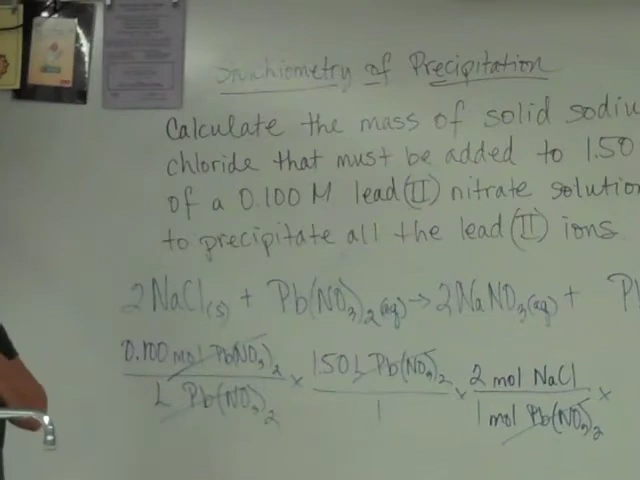 Stoichiometry of Precipitation
Calculate the mass of solid sodiu
chloride that must be added to 1.50
of a 0.100 M lead (II) nitrate solution
to precipitate all the lead (II) ions
2NaCl(s) + Pb(NO₃)₂(aq) → 2NaNO₃(aq) + P
0.100 mol Pb(NO₃)₂ × 1.50 L Pb(NO₃)₂ × 2 mol NaCl ×
L Pb(NO₃)₂ 1 1 mol Pb(NO₃)₂